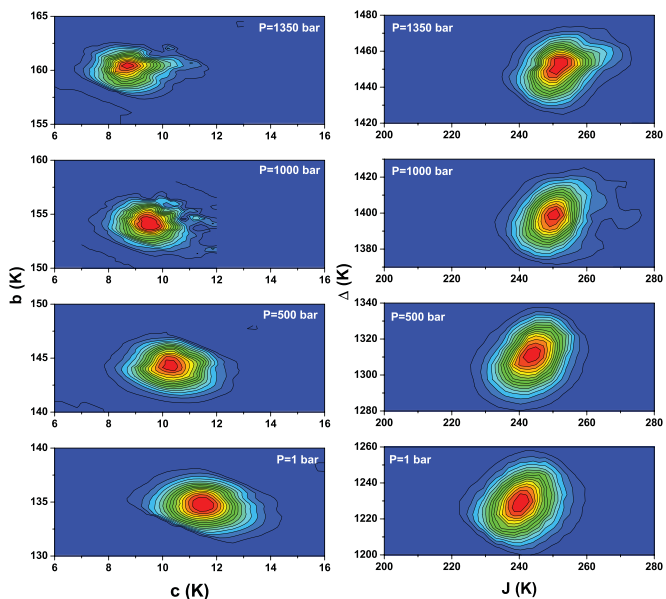 165
160
155
6 8 10 12 14 16
P=1350 bar
160
155
150
6 8 10 12 14 16
P=1000 bar
150
145
140
6 8 10 12 14 16
P=500 bar
140
135
130
6 8 10 12 14 16
P=1 bar
b (K)
c (K)
1480
1460
1440
1420
200 220 240 260 280
P=1350 bar
1420
1400
1380
200 220 240 260 280
P=1000 bar
1340
1320
1300
1280
200 220 240 260 280
P=500 bar
1260
1240
1220
1200
200 220 240 260 280
P=1 bar
Δ (K)
J (K)